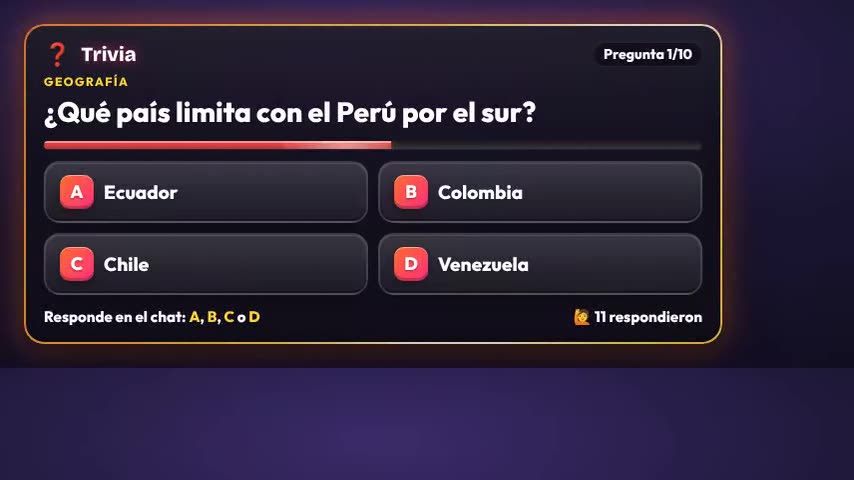 ❓ Trivia
Pregunta 1/10
GEOGRAFÍA
¿Qué país limita con el Perú por el sur?
A Ecuador
B Colombia
C Chile
D Venezuela
Responde en el chat: A, B, C o D
🙋 11 respondieron